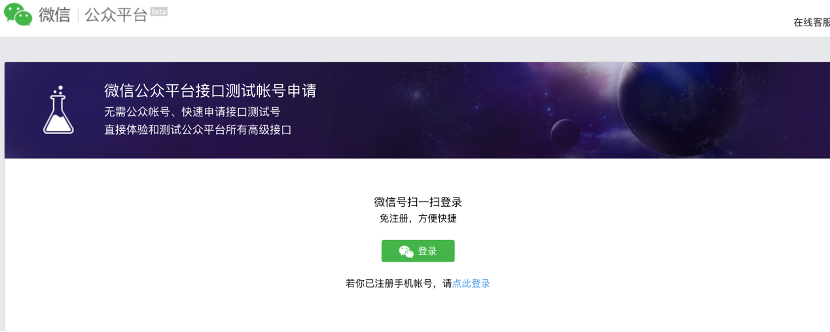 微信 | 公众平台 Beta
在线客服
微信公众平台接口测试帐号申请
无需公众帐号、快速申请接口测试号
直接体验和测试公众平台所有高级接口
微信号扫一扫登录
免注册，方便快捷
登录
若你已注册手机帐号，请点此登录